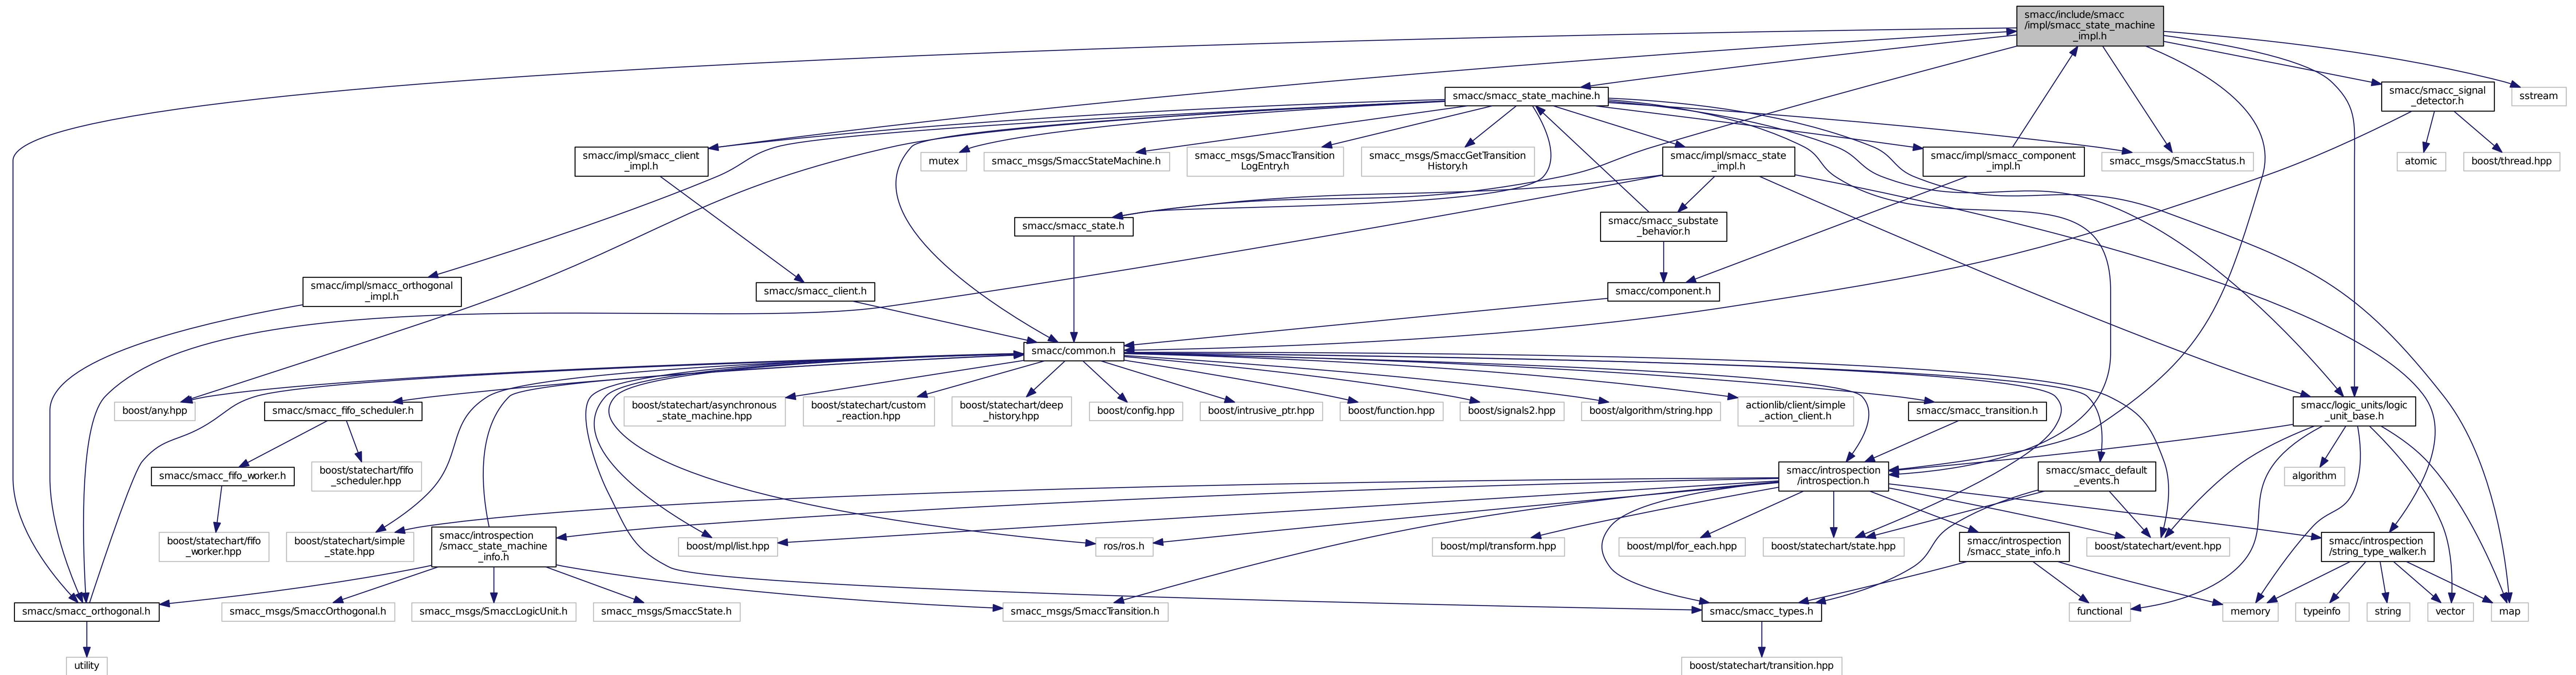 smacc/include/smacc
/impl/smacc_state_machine
_impl.h
smacc/smacc_state_machine.h
smacc/smacc_signal
_detector.h
sstream
smacc/impl/smacc_client
_impl.h
mutex
smacc_msgs/SmaccStateMachine.h
smacc_msgs/SmaccTransition
LogEntry.h
smacc_msgs/SmaccGetTransition
History.h
smacc/impl/smacc_state
_impl.h
smacc/impl/smacc_component
_impl.h
smacc_msgs/SmaccStatus.h
atomic
boost/thread.hpp
smacc/smacc_state.h
smacc/smacc_substate
_behavior.h
smacc/impl/smacc_orthogonal
_impl.h
smacc/smacc_client.h
smacc/component.h
smacc/common.h
boost/any.hpp
smacc/smacc_fifo_scheduler.h
boost/statechart/asynchronous
_state_machine.hpp
boost/statechart/custom
_reaction.hpp
boost/statechart/deep
_history.hpp
boost/config.hpp
boost/intrusive_ptr.hpp
boost/function.hpp
boost/signals2.hpp
boost/algorithm/string.hpp
actionlib/client/simple
_action_client.h
smacc/smacc_transition.h
smacc/logic_units/logic
_unit_base.h
smacc/smacc_fifo_worker.h
boost/statechart/fifo
_scheduler.hpp
smacc/introspection
/introspection.h
smacc/smacc_default
_events.h
algorithm
boost/statechart/fifo
_worker.hpp
boost/statechart/simple
_state.hpp
smacc/introspection
/smacc_state_machine
_info.h
boost/mpl/list.hpp
ros/ros.h
boost/mpl/transform.hpp
boost/mpl/for_each.hpp
boost/statechart/state.hpp
smacc/introspection
/smacc_state_info.h
boost/statechart/event.hpp
smacc/introspection
/string_type_walker.h
smacc/smacc_orthogonal.h
smacc_msgs/SmaccOrthogonal.h
smacc_msgs/SmaccLogicUnit.h
smacc_msgs/SmaccState.h
smacc_msgs/SmaccTransition.h
smacc/smacc_types.h
functional
memory
typeinfo
string
vector
map
utility
boost/statechart/transition.hpp